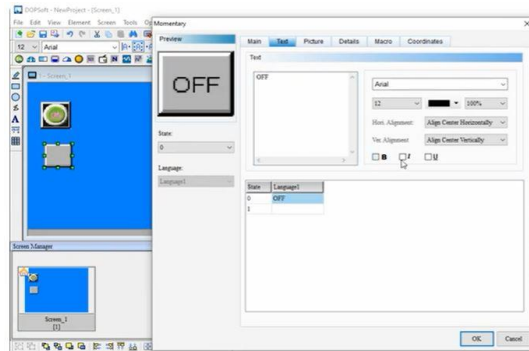 DOPSoft - NewProject - [Screen_1]
File Edit View Element Screen Tools
12 Arial
1 - Screen_1
Screen Manager
Screen_1
[1]
Momentary
Preview
OFF
State:
0
Language:
Language1
Main Text Picture Details Macro Coordinates
Text
OFF
Arial
12 100%
Hori. Alignment: Align Center Horizontally
Ver. Alignment: Align Center Vertically
B I U
State Language1
0 OFF
1
OK Cancel